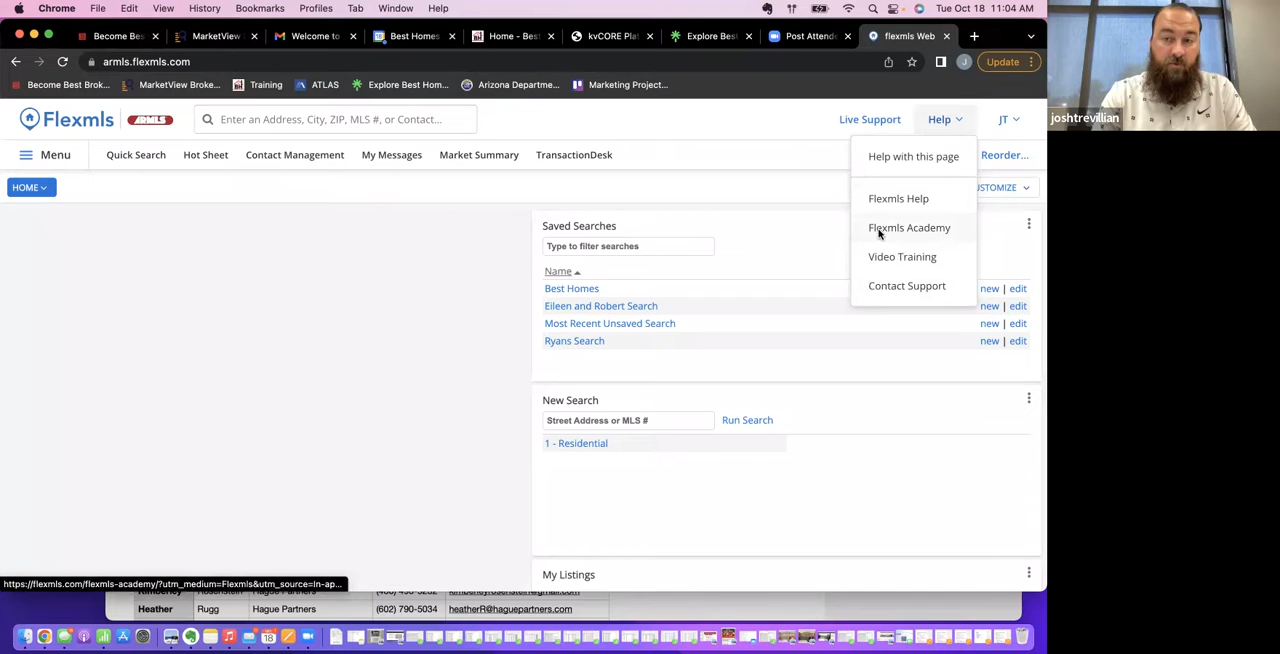 Chrome File Edit View History Bookmarks Profiles Tab Window Help Tue Oct 18 11:04 AM
Become Bes MarketView Welcome to Best Homes Home - Bes kvCORE Plat Explore Best Post Attende flexmls Web
armls.flexmls.com Update
Become Best Brok... MarketView Broke... Training ATLAS Explore Best Hom... Arizona Departme... Marketing Project...
Flexmls ARMLS Enter an Address, City, ZIP, MLS #, or Contact... Live Support Help JT
joshtrevillian
Menu Quick Search Hot Sheet Contact Management My Messages Market Summary TransactionDesk Reorder...
Help with this page
HOME STOMIZE
Flexmls Help
Flexmls Academy
Video Training
Contact Support
Saved Searches
Type to filter searches
Name
Best Homes new | edit
Eileen and Robert Search new | edit
Most Recent Unsaved Search new | edit
Ryans Search new | edit
New Search
Street Address or MLS # Run Search
1 - Residential
My Listings
https://flexmls.com/flexmls-academy/?utm_medium=Flexmls&utm_source=In-ap...
Heather Rugg Hague Partners (602) 790-5034 heatherR@haguepartners.com